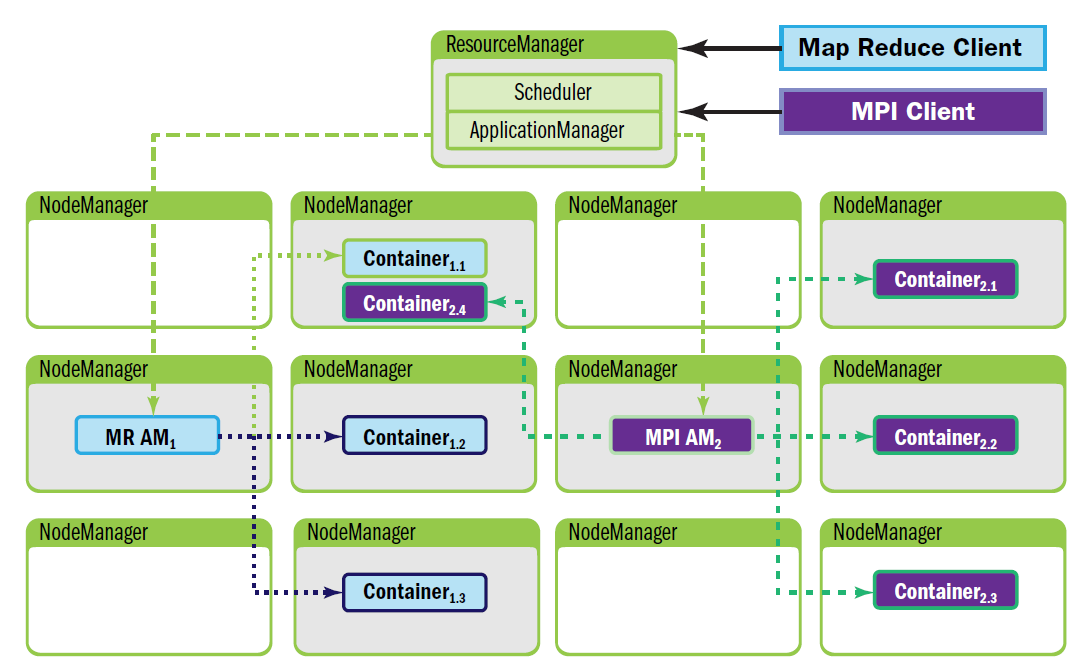 ResourceManager
Map Reduce Client
Scheduler
MPI Client
ApplicationManager
NodeManager
NodeManager
NodeManager
NodeManager
Container1.1
Container2.4
Container2.1
NodeManager
NodeManager
NodeManager
NodeManager
MR AM1
Container1.2
MPI AM2
Container2.2
NodeManager
NodeManager
NodeManager
NodeManager
Container1.3
Container2.3